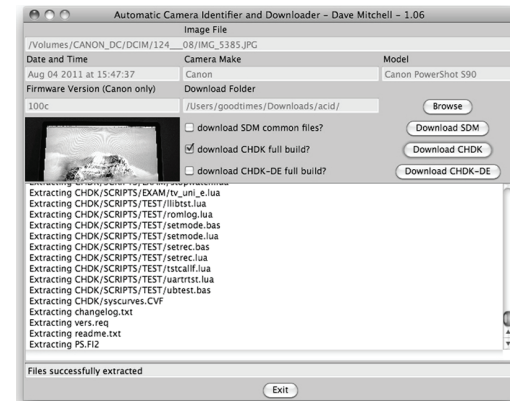 Automatic Camera Identifier and Downloader - Dave Mitchell - 1.06
Image File
/Volumes/CANON_DC/DCIM/124___08/IMG_5385.JPG
Date and Time Camera Make Model
Aug 04 2011 at 15:47:37 Canon Canon PowerShot S90
Firmware Version (Canon only) Download Folder
100c /Users/goodtimes/Downloads/acid/ Browse
download SDM common files? Download SDM
download CHDK full build? Download CHDK
download CHDK-DE full build? Download CHDK-DE
Extracting CHDK/SCRIPTS/EXAM/tv_uni_e.lua
Extracting CHDK/SCRIPTS/TEST/llibtst.lua
Extracting CHDK/SCRIPTS/TEST/romlog.lua
Extracting CHDK/SCRIPTS/TEST/setmode.bas
Extracting CHDK/SCRIPTS/TEST/setmode.lua
Extracting CHDK/SCRIPTS/TEST/setrec.bas
Extracting CHDK/SCRIPTS/TEST/setrec.lua
Extracting CHDK/SCRIPTS/TEST/tstcallf.lua
Extracting CHDK/SCRIPTS/TEST/uartrtst.lua
Extracting CHDK/SCRIPTS/TEST/ubtest.bas
Extracting CHDK/syscurves.CVF
Extracting changelog.txt
Extracting vers.req
Extracting readme.txt
Extracting PS.FI2
Files successfully extracted
Exit